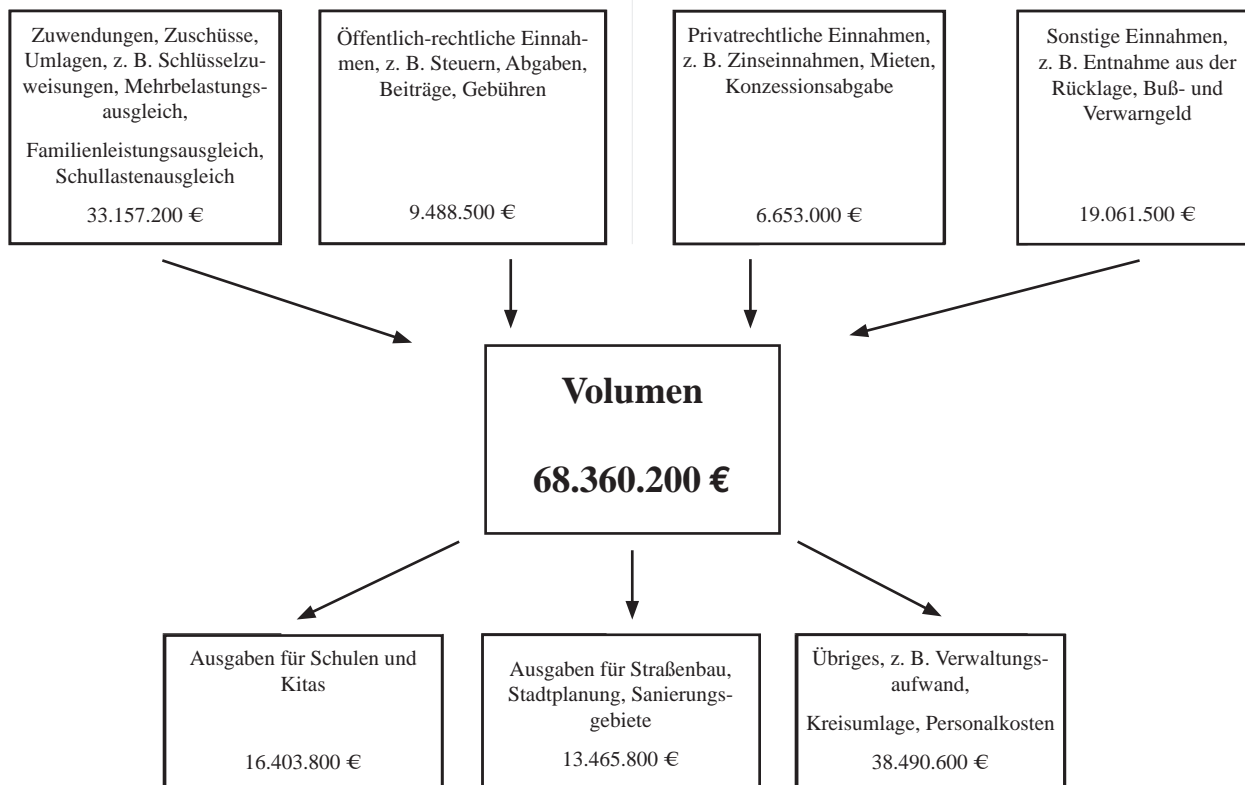 Zuwendungen, Zuschüsse,
Umlagen, z. B. Schlüsselzu-
weisungen, Mehrbelastungs-
ausgleich,
Familienleistungsausgleich,
Schullastenausgleich
33.157.200 €
Öffentlich-rechtliche Einnah-
men, z. B. Steuern, Abgaben,
Beiträge, Gebühren
9.488.500 €
Privatrechtliche Einnahmen,
z. B. Zinseinnahmen, Mieten,
Konzessionsabgabe
6.653.000 €
Sonstige Einnahmen,
z. B. Entnahme aus der
Rücklage, Buß- und
Verwarngeld
19.061.500 €
Volumen
68.360.200 €
Ausgaben für Schulen und
Kitas
16.403.800 €
Ausgaben für Straßenbau,
Stadtplanung, Sanierungs-
gebiete
13.465.800 €
Übriges, z. B. Verwaltungs-
aufwand,
Kreisumlage, Personalkosten
38.490.600 €